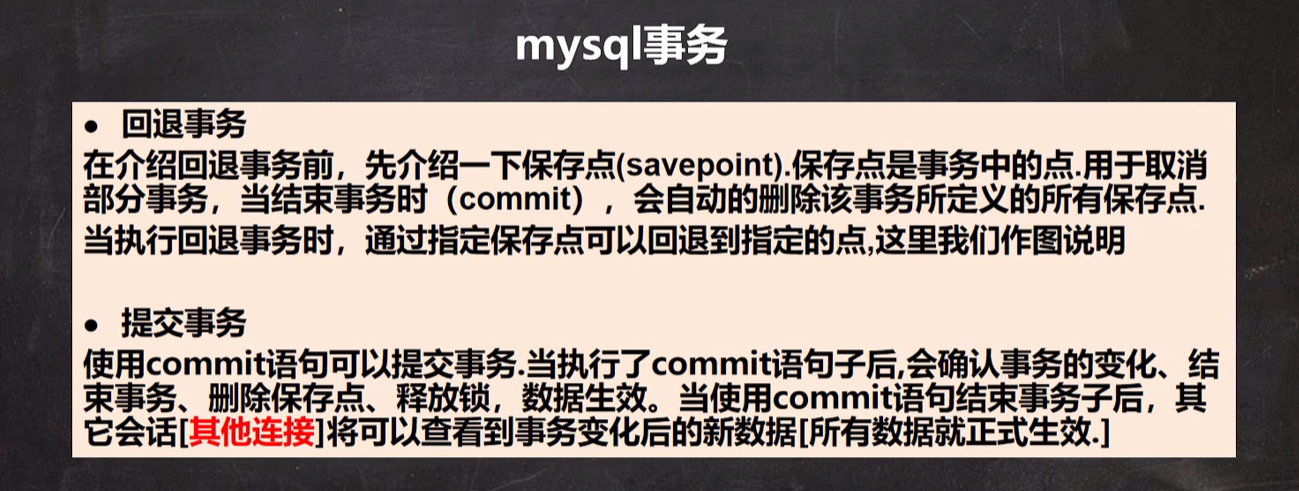 mysql事务
● 回退事务
在介绍回退事务前，先介绍一下保存点(savepoint).保存点是事务中的点.用于取消
部分事务，当结束事务时（commit），会自动的删除该事务所定义的所有保存点.
当执行回退事务时，通过指定保存点可以回退到指定的点,这里我们作图说明
● 提交事务
使用commit语句可以提交事务.当执行了commit语句子后,会确认事务的变化、结
束事务、删除保存点、释放锁，数据生效。当使用commit语句结束事务子后，其
它会话[其他连接]将可以查看到事务变化后的新数据[所有数据就正式生效.]